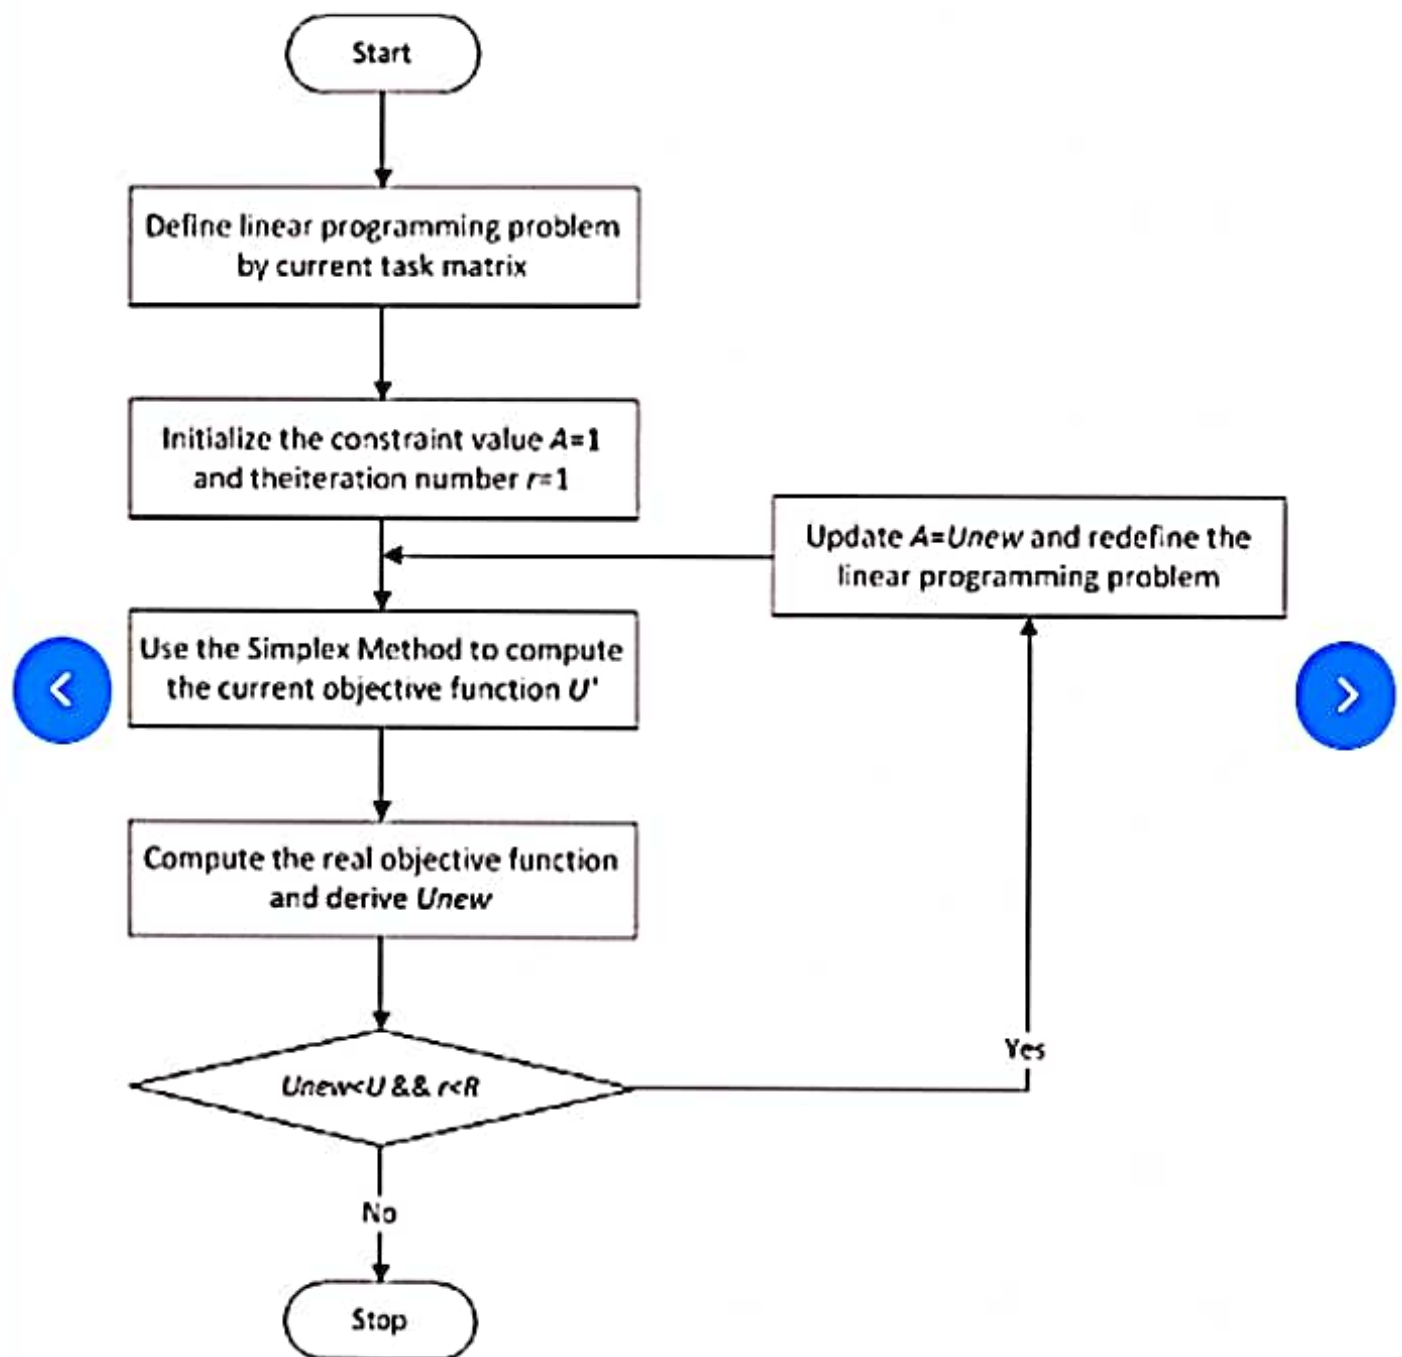 Start
Define linear programming problem
by current task matrix
Initialize the constraint value A=1
and theiteration number r=1
Update A=Unew and redefine the
linear programming problem
Use the Simplex Method to compute
the current objective function U'
Compute the real objective function
and derive Unew
Unew<U && r<R
Yes
No
Stop